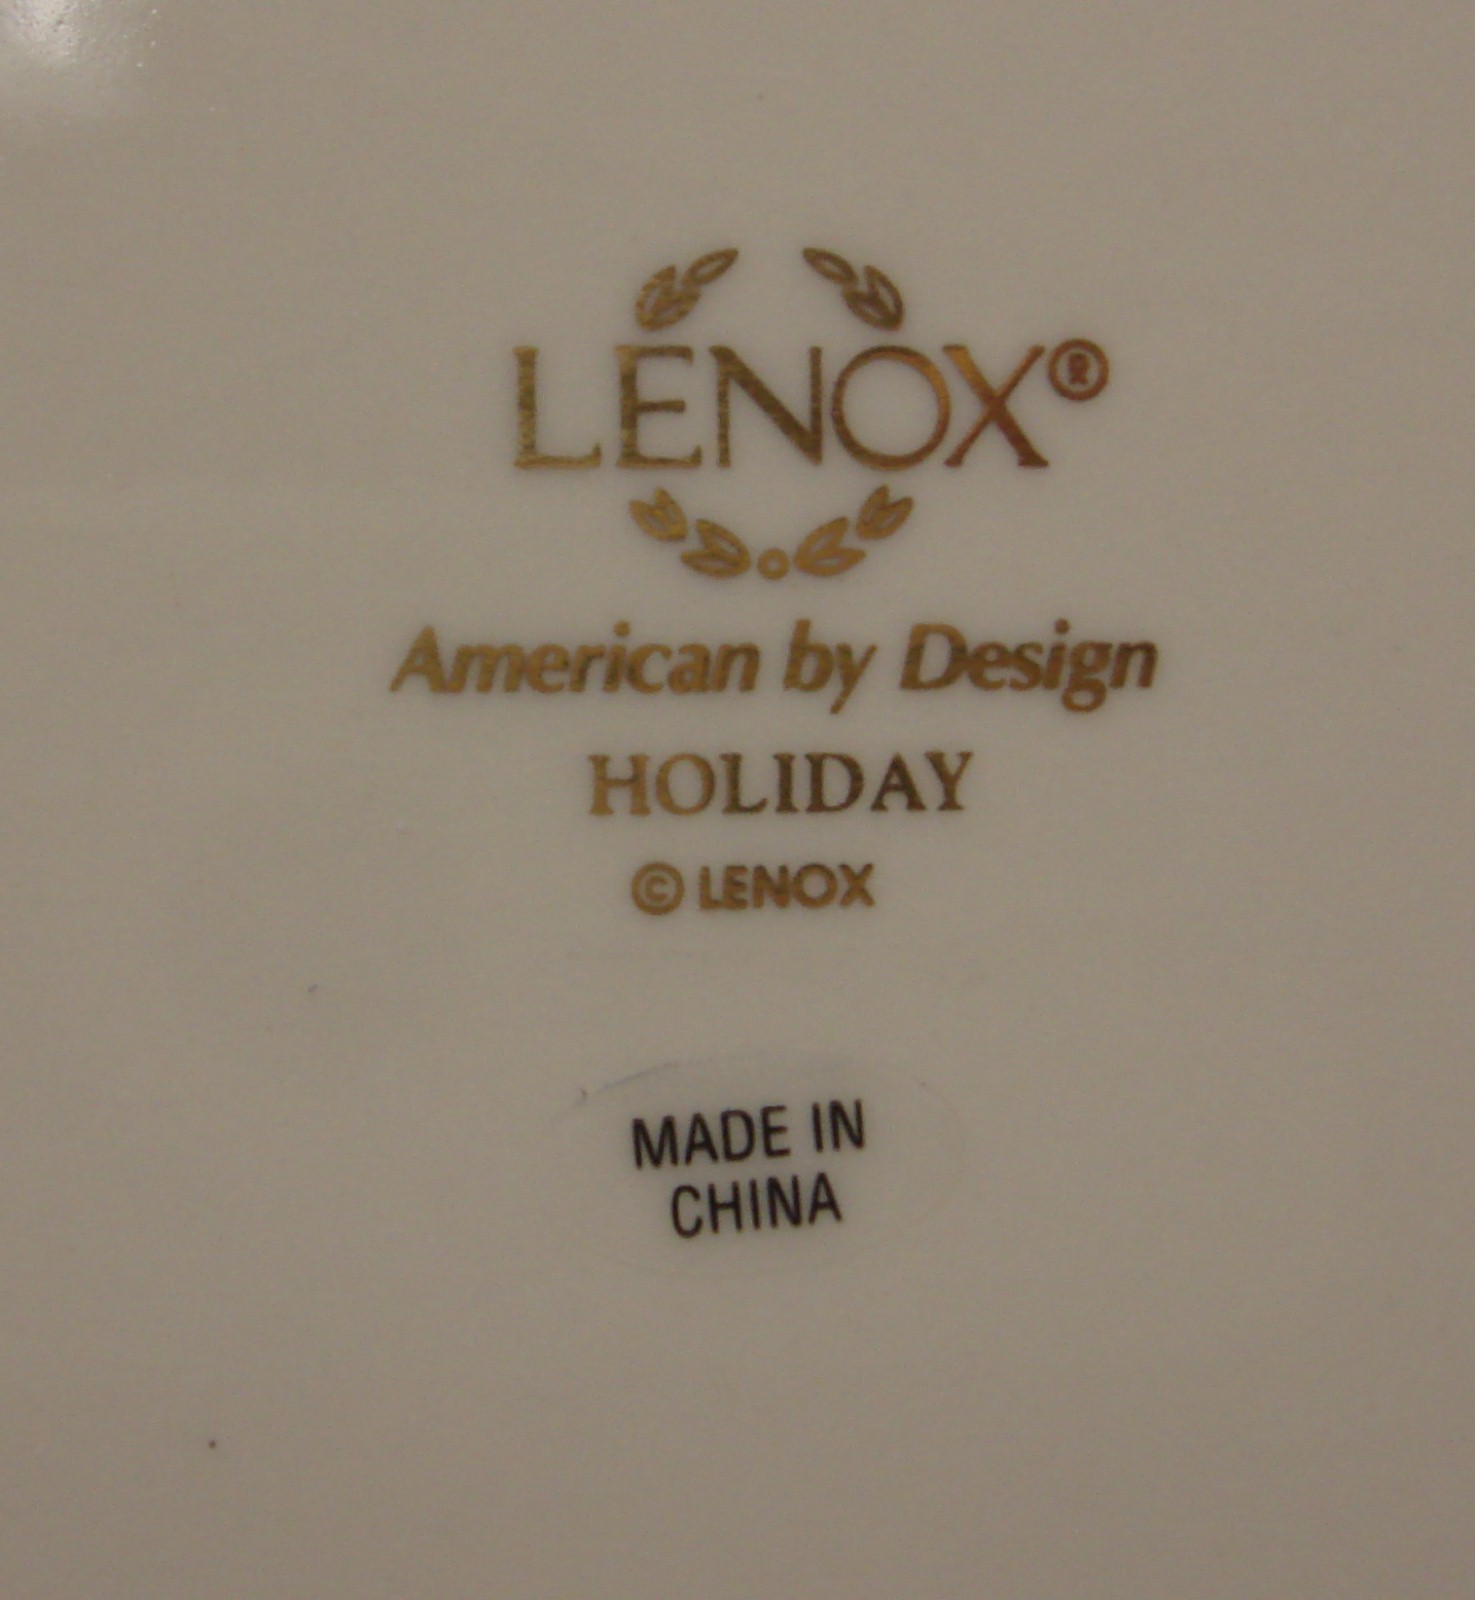 LENOX®
American by Design
HOLIDAY
© LENOX
MADE IN
CHINA